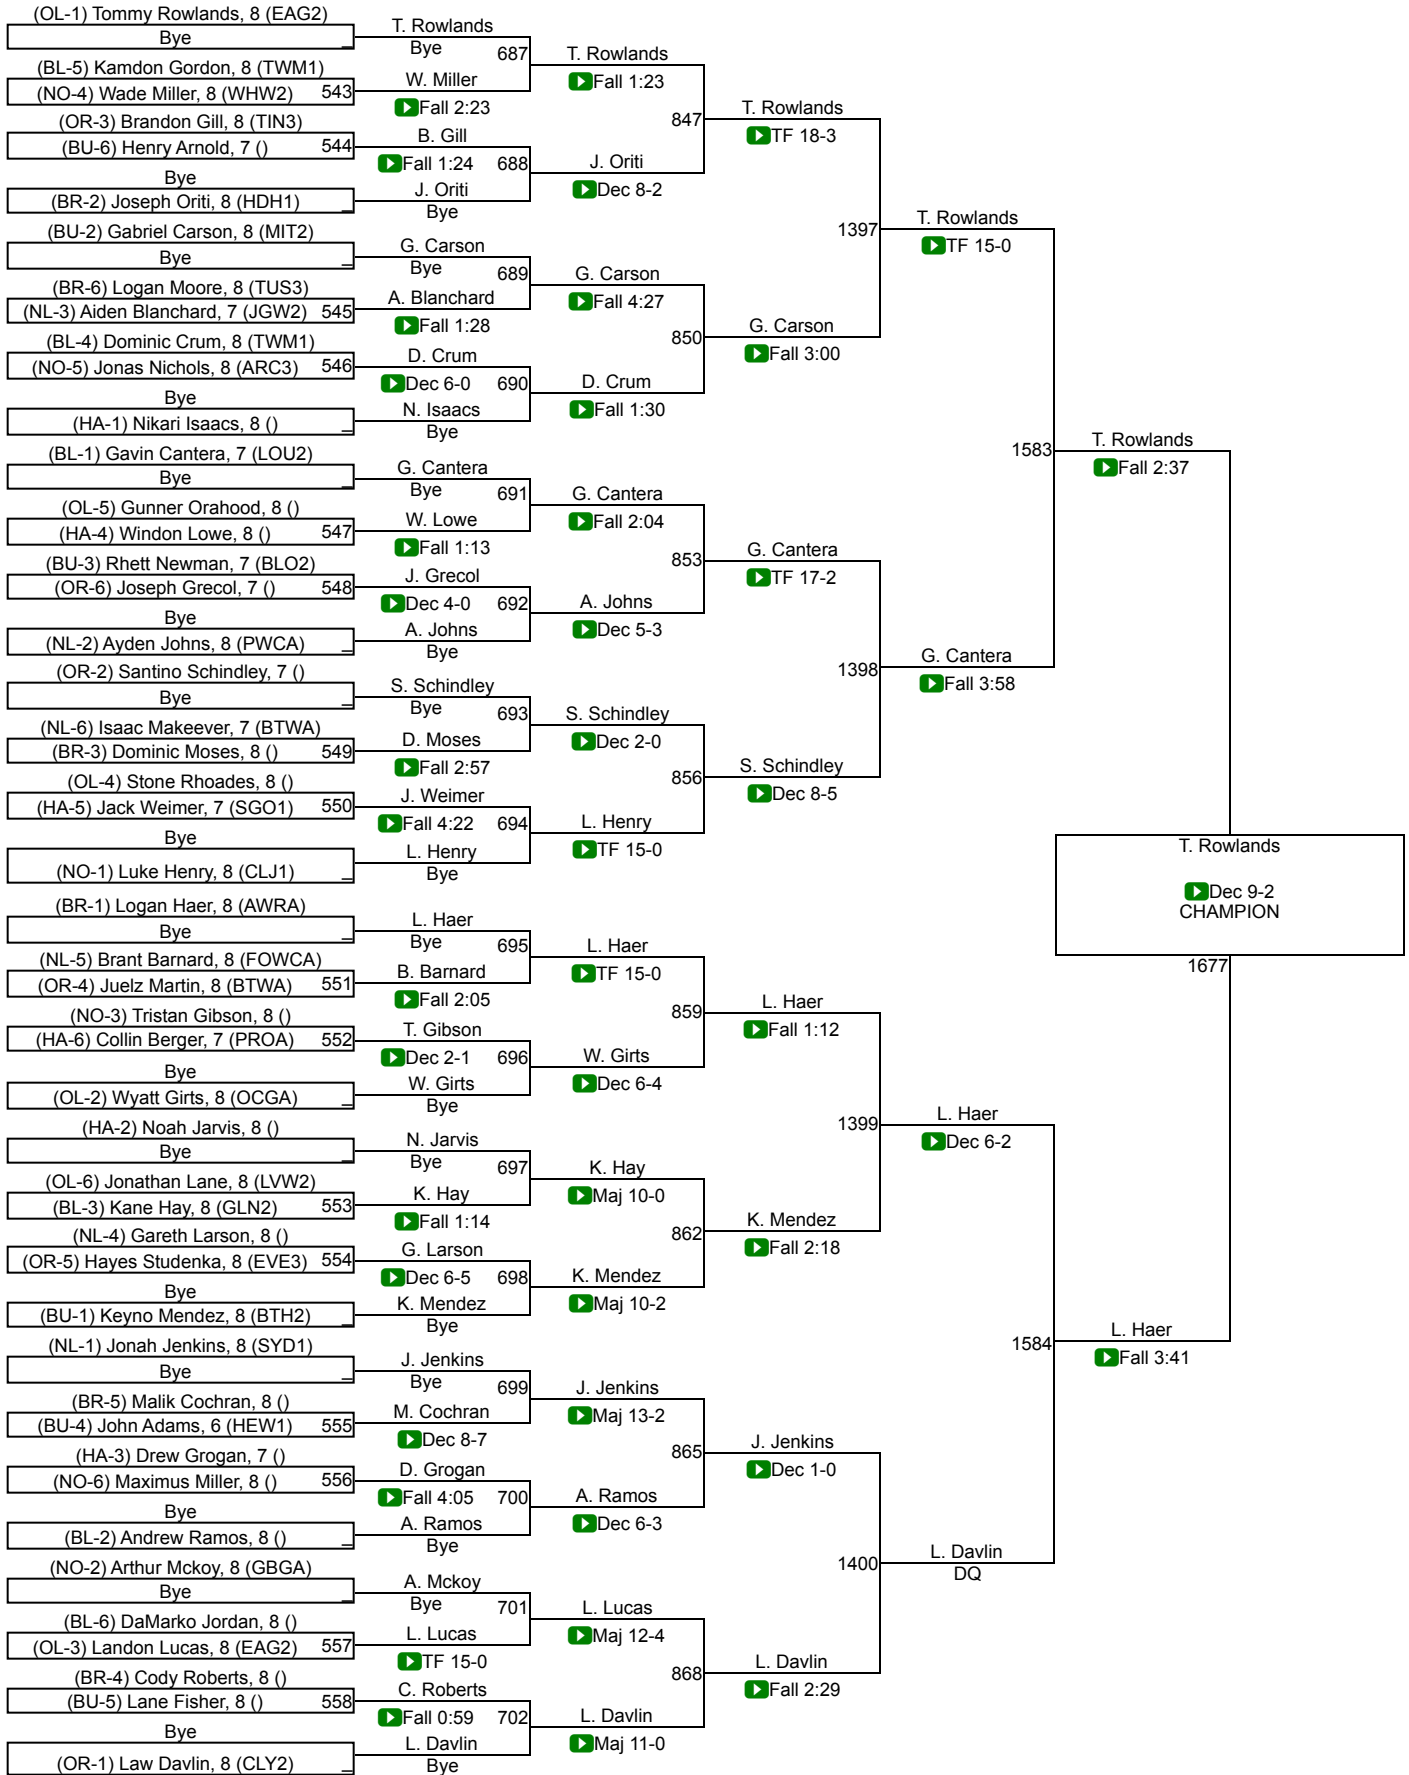 (OL-1) Tommy Rowlands, 8 (EAG2)
Bye _
(BL-5) Kamdon Gordon, 8 (TWM1)
(NO-4) Wade Miller, 8 (WHW2) 543
(OR-3) Brandon Gill, 8 (TIN3)
(BU-6) Henry Arnold, 7 () 544
Bye
(BR-2) Joseph Oriti, 8 (HDH1) _
(BU-2) Gabriel Carson, 8 (MIT2)
Bye _
(BR-6) Logan Moore, 8 (TUS3)
(NL-3) Aiden Blanchard, 7 (JGW2) 545
(BL-4) Dominic Crum, 8 (TWM1)
(NO-5) Jonas Nichols, 8 (ARC3) 546
Bye
(HA-1) Nikari Isaacs, 8 () _
(BL-1) Gavin Cantera, 7 (LOU2)
Bye _
(OL-5) Gunner Orahood, 8 ()
(HA-4) Windon Lowe, 8 () 547
(BU-3) Rhett Newman, 7 (BLO2)
(OR-6) Joseph Grecol, 7 () 548
Bye
(NL-2) Ayden Johns, 8 (PWCA) _
(OR-2) Santino Schindley, 7 ()
Bye _
(NL-6) Isaac Makeever, 7 (BTWA)
(BR-3) Dominic Moses, 8 () 549
(OL-4) Stone Rhoades, 8 ()
(HA-5) Jack Weimer, 7 (SGO1) 550
Bye
(NO-1) Luke Henry, 8 (CLJ1) _
(BR-1) Logan Haer, 8 (AWRA)
Bye _
(NL-5) Brant Barnard, 8 (FOWCA)
(OR-4) Juelz Martin, 8 (BTWA) 551
(NO-3) Tristan Gibson, 8 ()
(HA-6) Collin Berger, 7 (PROA) 552
Bye
(OL-2) Wyatt Girts, 8 (OCGA) _
(HA-2) Noah Jarvis, 8 ()
Bye _
(OL-6) Jonathan Lane, 8 (LVW2)
(BL-3) Kane Hay, 8 (GLN2) 553
(NL-4) Gareth Larson, 8 ()
(OR-5) Hayes Studenka, 8 (EVE3) 554
Bye
(BU-1) Keyno Mendez, 8 (BTH2) _
(NL-1) Jonah Jenkins, 8 (SYD1)
Bye _
(BR-5) Malik Cochran, 8 ()
(BU-4) John Adams, 6 (HEW1) 555
(HA-3) Drew Grogan, 7 ()
(NO-6) Maximus Miller, 8 () 556
Bye
(BL-2) Andrew Ramos, 8 () _
(NO-2) Arthur Mckoy, 8 (GBGA)
Bye _
(BL-6) DaMarko Jordan, 8 ()
(OL-3) Landon Lucas, 8 (EAG2) 557
(BR-4) Cody Roberts, 8 ()
(BU-5) Lane Fisher, 8 () 558
Bye
(OR-1) Law Davlin, 8 (CLY2) _
T. Rowlands
Bye 687
W. Miller
Fall 2:23
B. Gill
Fall 1:24 688
J. Oriti
Bye
G. Carson
Bye 689
A. Blanchard
Fall 1:28
D. Crum
Dec 6-0 690
N. Isaacs
Bye
G. Cantera
Bye 691
W. Lowe
Fall 1:13
J. Grecol
Dec 4-0 692
A. Johns
Bye
S. Schindley
Bye 693
D. Moses
Fall 2:57
J. Weimer
Fall 4:22 694
L. Henry
Bye
L. Haer
Bye 695
B. Barnard
Fall 2:05
T. Gibson
Dec 2-1 696
W. Girts
Bye
N. Jarvis
Bye 697
K. Hay
Fall 1:14
G. Larson
Dec 6-5 698
K. Mendez
Bye
J. Jenkins
Bye 699
M. Cochran
Dec 8-7
D. Grogan
Fall 4:05 700
A. Ramos
Bye
A. Mckoy
Bye 701
L. Lucas
TF 15-0
C. Roberts
Fall 0:59 702
L. Davlin
Bye
T. Rowlands
Fall 1:23
847
J. Oriti
Dec 8-2
G. Carson
Fall 4:27
850
D. Crum
Fall 1:30
G. Cantera
Fall 2:04
853
A. Johns
Dec 5-3
S. Schindley
Dec 2-0
856
L. Henry
TF 15-0
L. Haer
TF 15-0
859
W. Girts
Dec 6-4
K. Hay
Maj 10-0
862
K. Mendez
Maj 10-2
J. Jenkins
Maj 13-2
865
A. Ramos
Dec 6-3
L. Lucas
Maj 12-4
868
L. Davlin
Maj 11-0
T. Rowlands
TF 18-3
1397
G. Carson
Fall 3:00
G. Cantera
TF 17-2
1398
S. Schindley
Dec 8-5
L. Haer
Fall 1:12
1399
K. Mendez
Fall 2:18
J. Jenkins
Dec 1-0
1400
L. Davlin
Fall 2:29
T. Rowlands
TF 15-0
1583
G. Cantera
Fall 3:58
L. Haer
Dec 6-2
1584
L. Davlin
DQ
T. Rowlands
Fall 2:37
L. Haer
Fall 3:41
T. Rowlands
Dec 9-2
CHAMPION
1677